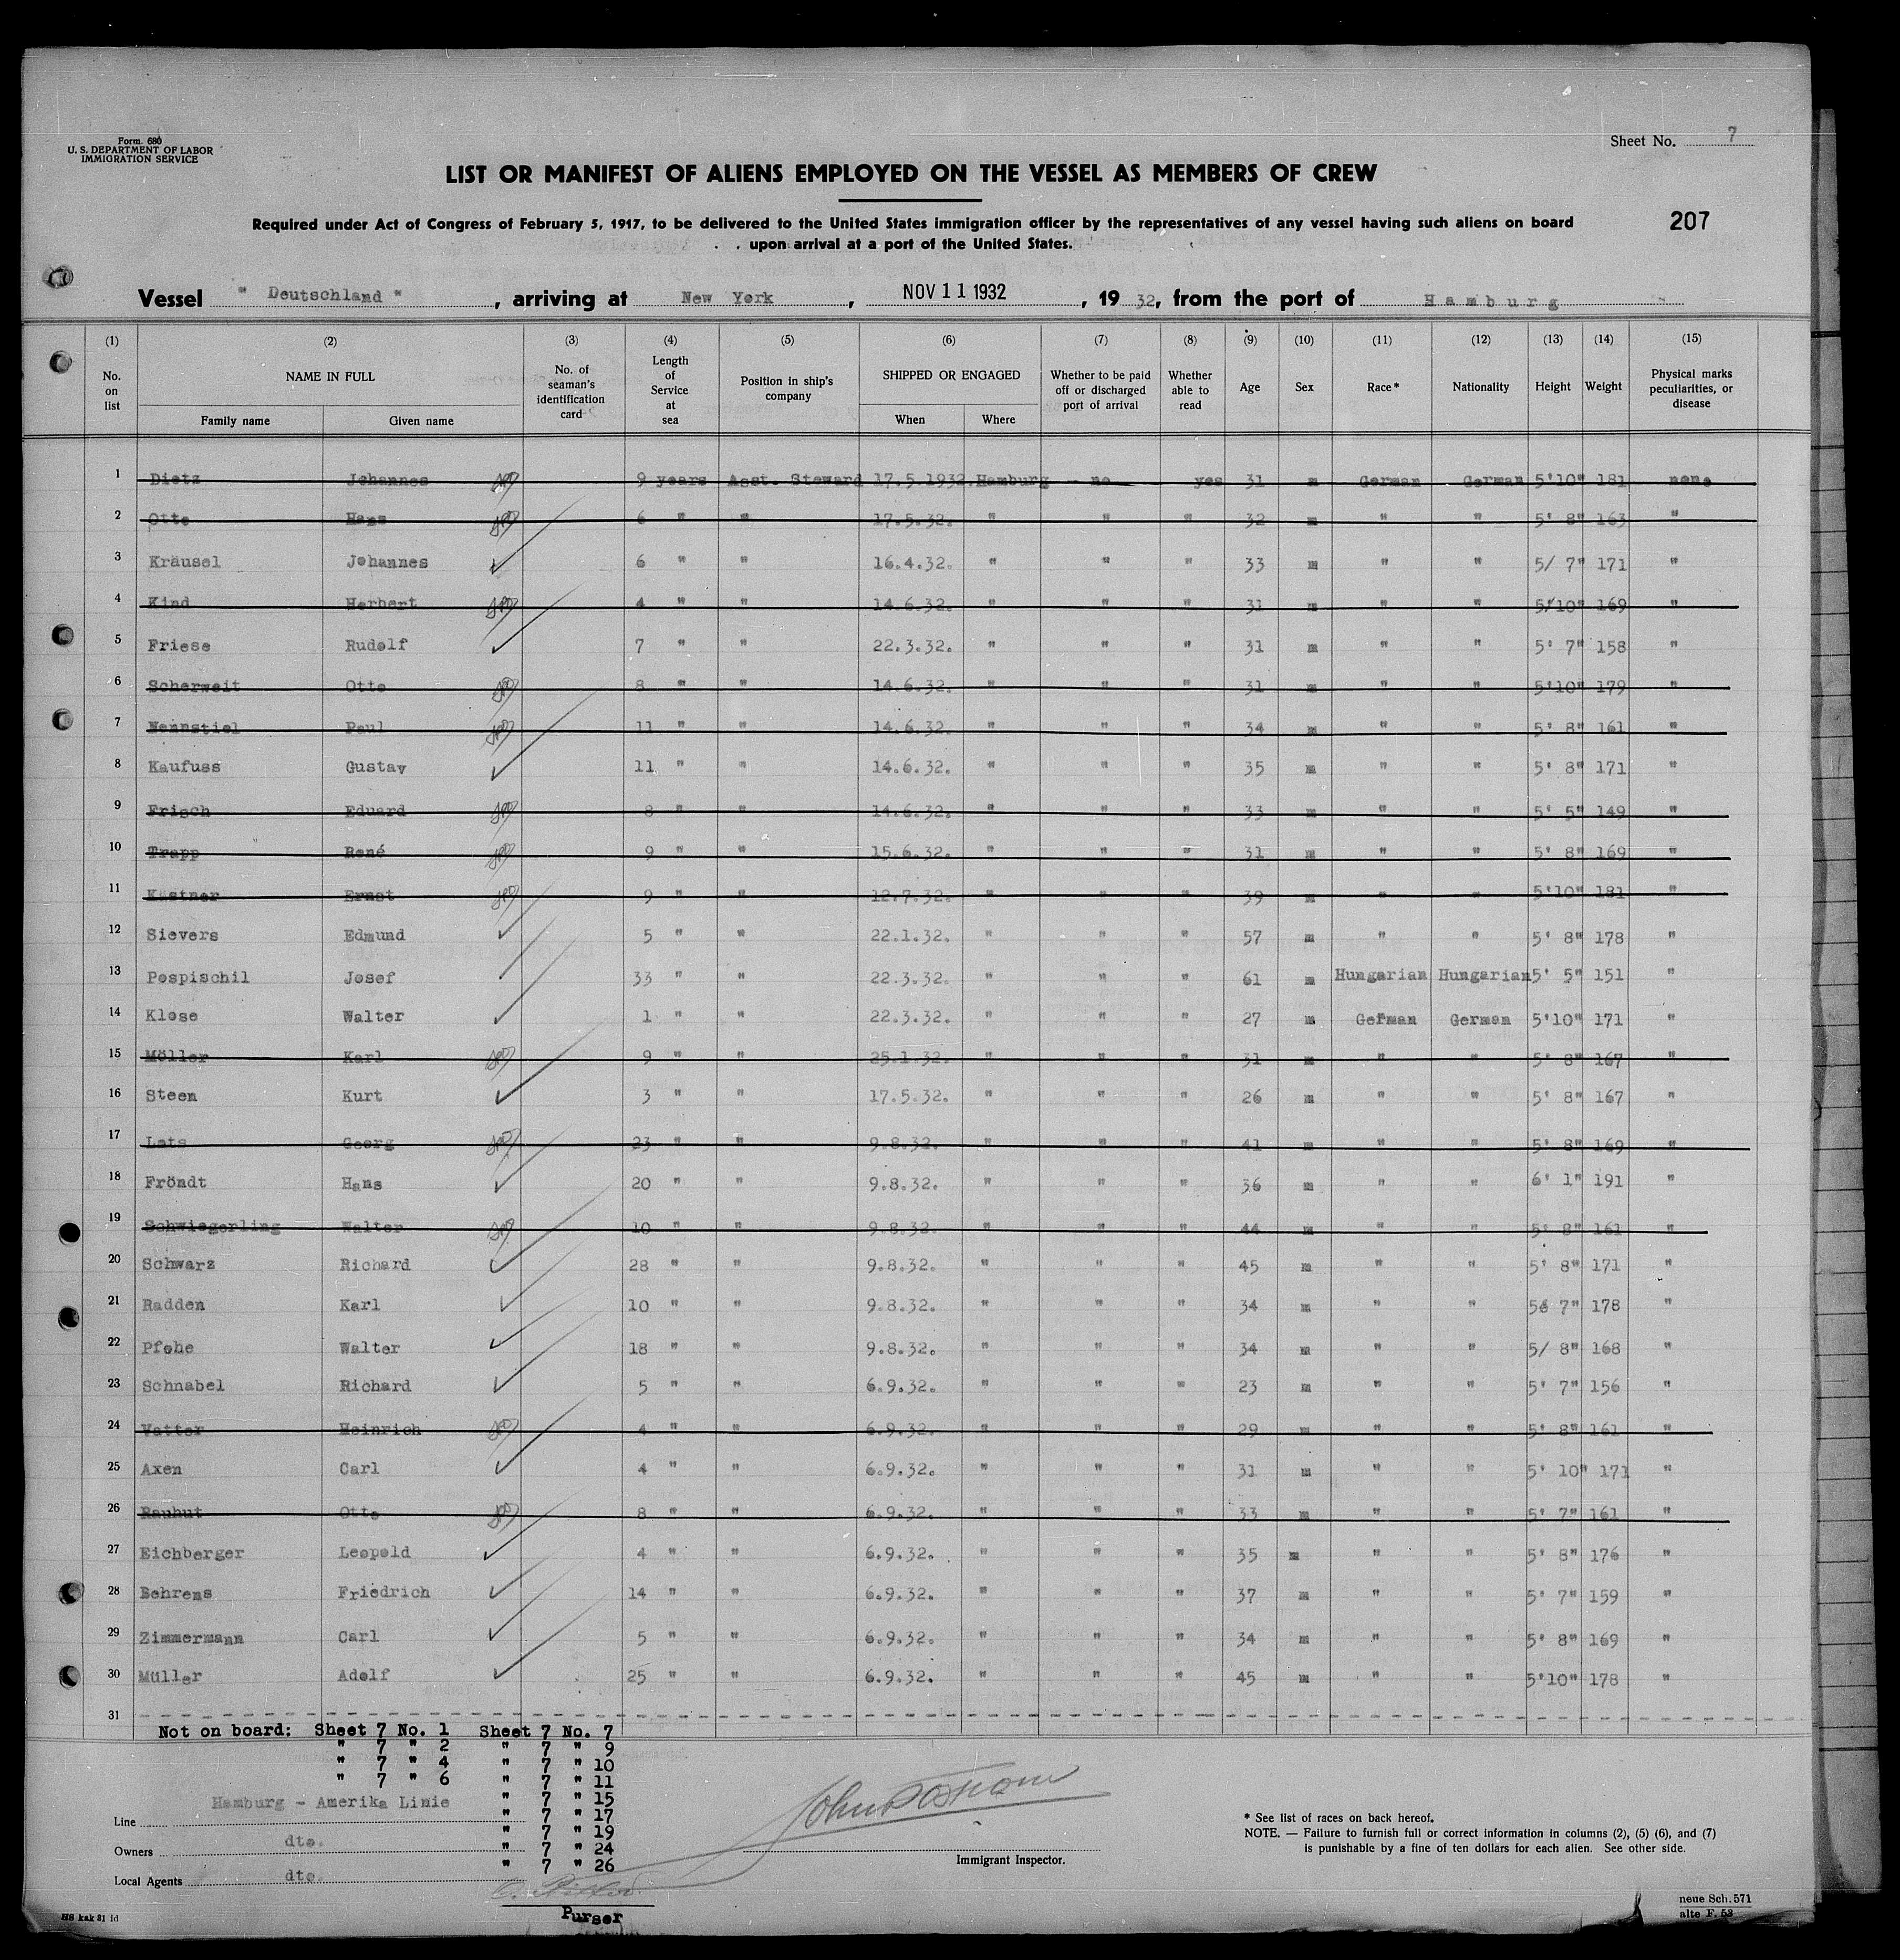 Form. 680
U. S. DEPARTMENT OF LABOR
IMMIGRATION SERVICE
Sheet No. 7
LIST OR MANIFEST OF ALIENS EMPLOYED ON THE VESSEL AS MEMBERS OF CREW
Required under Act of Congress of February 5, 1917, to be delivered to the United States immigration officer by the representatives of any vessel having such aliens on board
upon arrival at a port of the United States.
207
Vessel " Deutschland " , arriving at New York , NOV 11 1932 , 19 32, from the port of Hamburg
(1) (2) (3) (4) (5) (6) (7) (8) (9) (10) (11) (12) (13) (14) (15)
No. on list NAME IN FULL Family name Given name No. of seaman's identification card Length of Service at sea Position in ship's company SHIPPED OR ENGAGED When Where Whether to be paid off or discharged port of arrival Whether able to read Age Sex Race* Nationality Height Weight Physical marks peculiarities, or disease
1 Dietz Johannes 9 years Asst. Steward 17.5.1932. Hamburg - no yes 31 m German German 5'10" 181 none
2 Otto Hans 6 " " 17.5.32. " " " 32 m " " 5' 8" 163 "
3 Kräusel Johannes 6 " " 16.4.32. " " " 33 m " " 5/ 7" 171 "
4 Kind Herbert 4 " " 14.6.32. " " " 31 m " " 5/10" 169 "
5 Friese Rudolf 7 " " 22.3.32. " " " 31 m " " 5' 7" 158 "
6 Scherweit Otto 8 " " 14.6.32. " " " 31 m " " 5'10" 179 "
7 Nennstiel Paul 11 " " 14.6.32. " " " 34 m " " 5' 8" 161 "
8 Kaufuss Gustav 11 " " 14.6.32. " " " 35 m " " 5' 8" 171 "
9 Frisch Eduard 8 " " 14.6.32. " " " 33 m " " 5' 5" 149 "
10 Trapp René 9 " " 15.6.32. " " " 31 m " " 5' 8" 169 "
11 Kästner Ernst 9 " " 12.7.32. " " " 39 m " " 5'10" 181 "
12 Sievers Edmund 5 " " 22.1.32. " " " 57 m " " 5' 8" 178 "
13 Pospischil Josef 33 " " 22.3.32. " " " 61 m Hungarian Hungarian 5' 5" 151 "
14 Klose Walter 1 " " 22.3.32. " " " 27 m German German 5'10" 171 "
15 Möller Karl 9 " " 25.1.32. " " " 31 m " " 5' 8" 167 "
16 Steen Kurt 3 " " 17.5.32. " " " 26 m " " 5' 8" 167 "
17 Lots Georg 23 " " 9.8.32. " " " 41 m " " 5' 8" 169 "
18 Fröndt Hans 20 " " 9.8.32. " " " 36 m " " 6' 1" 191 "
19 Schwiegerling Walter 10 " " 9.8.32. " " " 44 m " " 5' 8" 161 "
20 Schwarz Richard 28 " " 9.8.32. " " " 45 m " " 5' 8" 171 "
21 Radden Karl 10 " " 9.8.32. " " " 34 m " " 56 7" 178 "
22 Pfohe Walter 18 " " 9.8.32. " " " 34 m " " 5/ 8" 168 "
23 Schnabel Richard 5 " " 6.9.32. " " " 23 m " " 5' 7" 156 "
24 Vatter Heinrich 4 " " 6.9.32. " " " 29 m " " 5' 8" 161 "
25 Axen Carl 4 " " 6.9.32. " " " 31 m " " 5' 10" 171 "
26 Rauhut Otto 8 " " 6.9.32. " " " 33 m " " 5' 7" 161 "
27 Eichberger Leopold 4 " " 6.9.32. " " " 35 m " " 5' 8" 176 "
28 Behrens Friedrich 14 " " 6.9.32. " " " 37 m " " 5' 7" 159 "
29 Zimmermann Carl 5 " " 6.9.32. " " " 34 m " " 5' 8" 169 "
30 Müller Adolf 25 " " 6.9.32. " " " 45 m " " 5'10" 178 "
31
Not on board: Sheet 7 No. 1 Sheet 7 No. 7
" 7 " 2 " 7 " 9
" 7 " 4 " 7 " 10
" 7 " 6 " 7 " 11
" 7 " 15
" 7 " 17
" 7 " 19
" 7 " 24
" 7 " 26
Line Hamburg - Amerika Linie
Owners dto.
Local Agents dto.
Purser
Immigrant Inspector.
* See list of races on back hereof.
NOTE. — Failure to furnish full or correct information in columns (2), (5) (6), and (7)
is punishable by a fine of ten dollars for each alien. See other side.
HS kak 31 fd
neue Sch. 571
alte F. 53